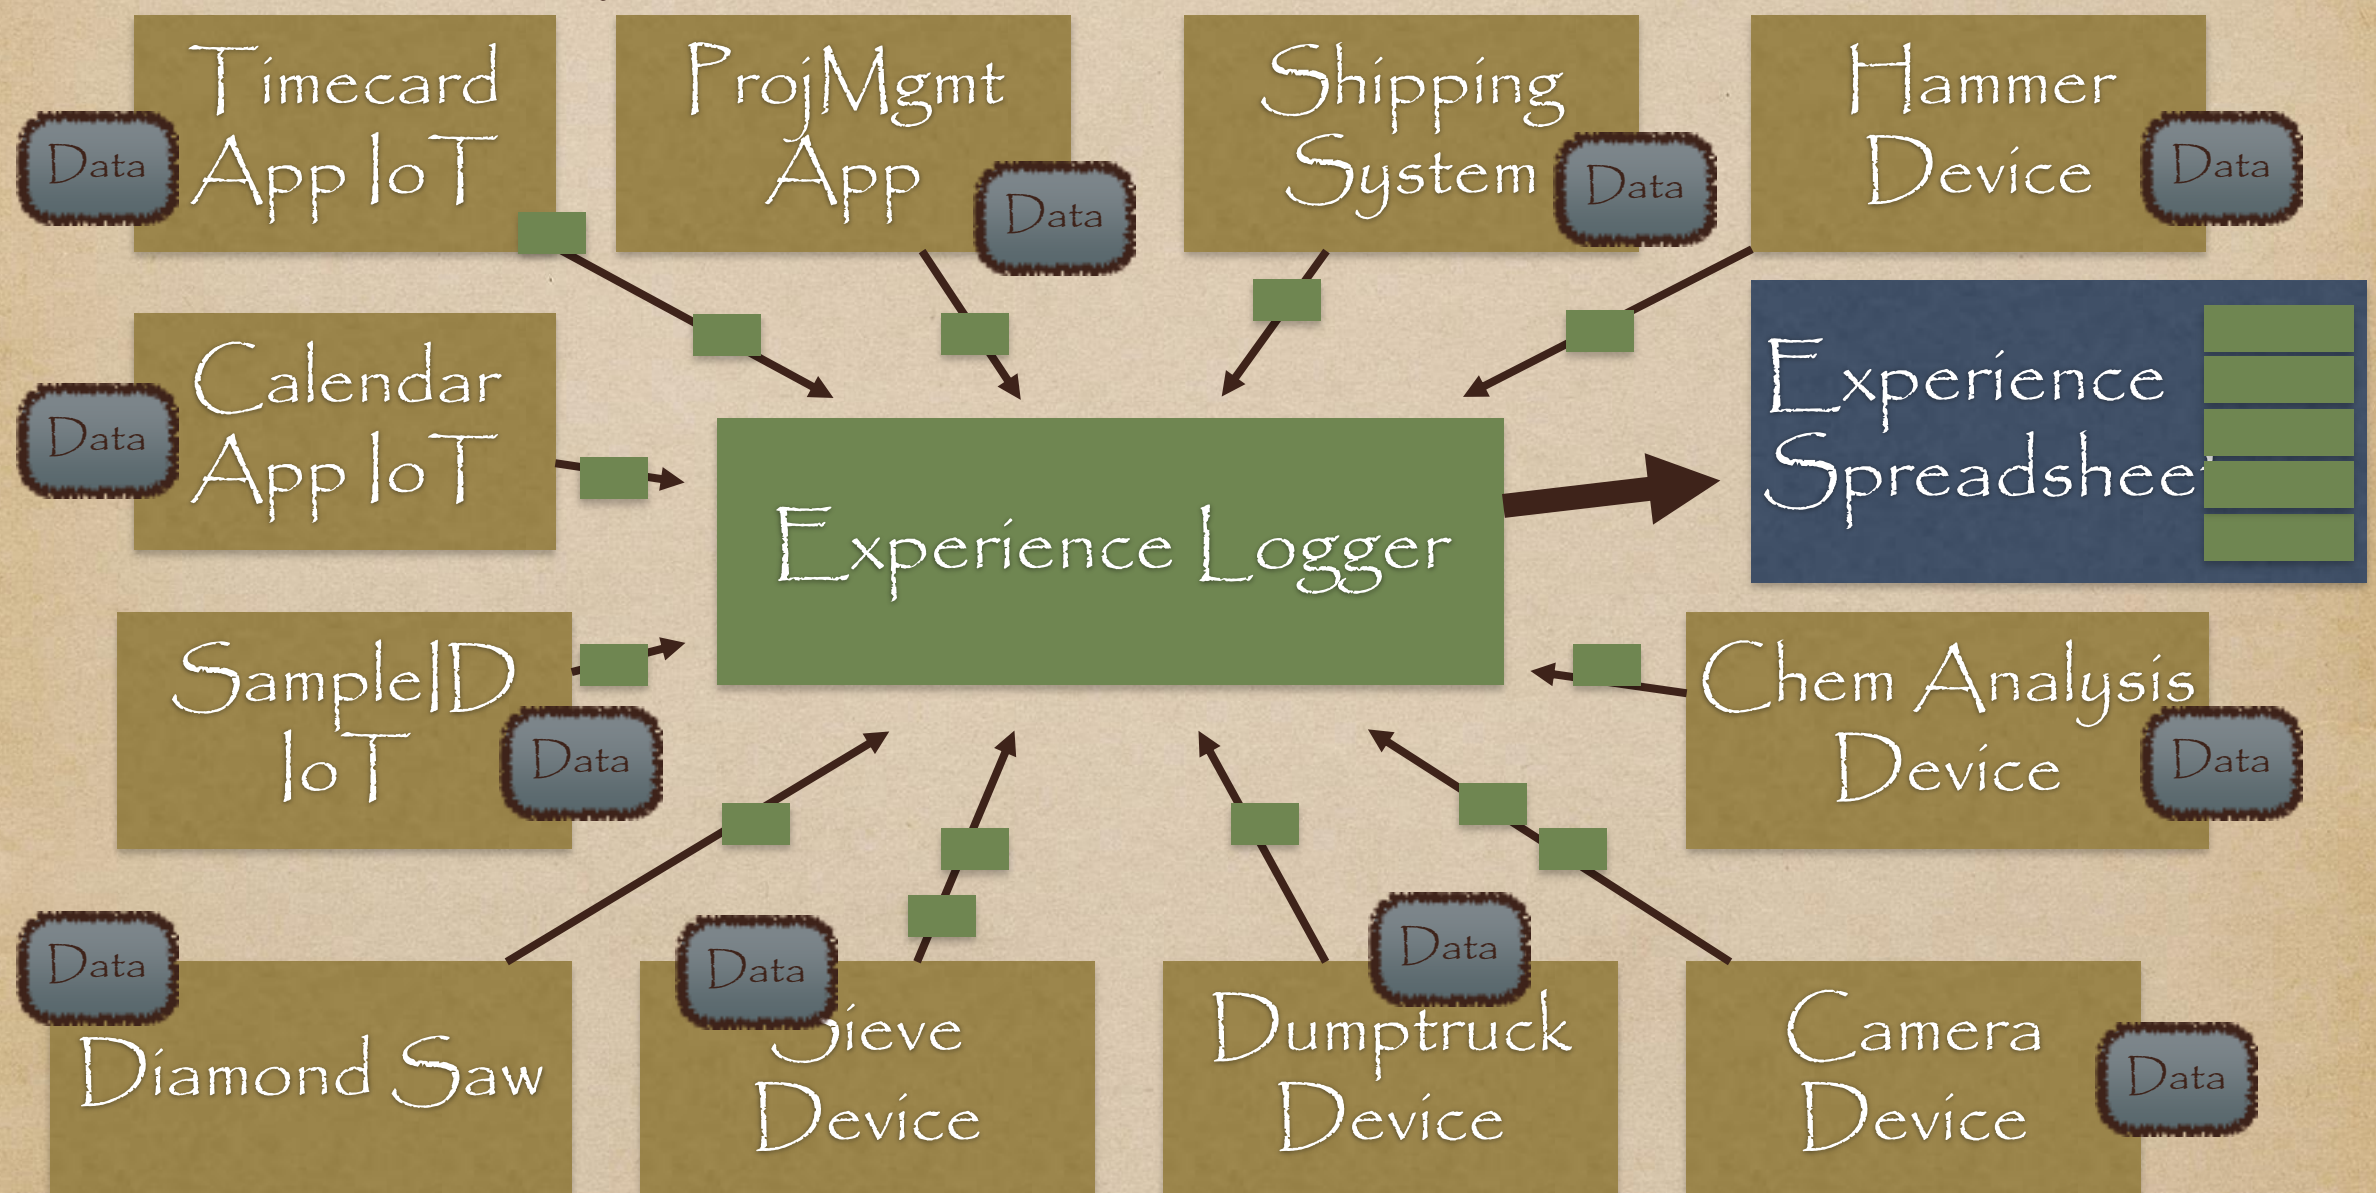 Timecard
App IoT
Data
ProjMgmt
App
Data
Shipping
System
Data
Hammer
Device
Data
Calendar
App IoT
Data
Experience Logger
Experience
Spreadsheet
SampleID
IoT
Data
Chem Analysis
Device
Data
Diamond Saw
Data
Sieve
Device
Data
Dumptruck
Device
Data
Camera
Device
Data